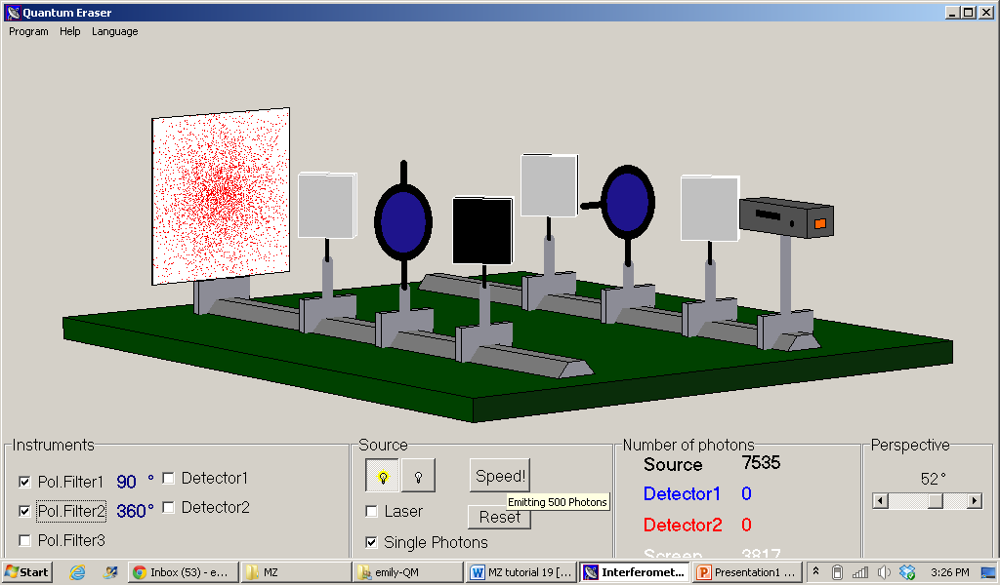 Quantum Eraser
Program Help Language
Instruments
Pol.Filter1 90 ° Detector1
Pol.Filter2 360° Detector2
Pol.Filter3
Source
Speed!
Emitting 500 Photons
Laser
Reset
Single Photons
Number of photons
Source 7535
Detector1 0
Detector2 0
Screen 3817
Perspective
52°
Start
Inbox (53) - e...
MZ
emily-QM
MZ tutorial 19 [...
Interferomet...
Presentation1 ...
3:26 PM